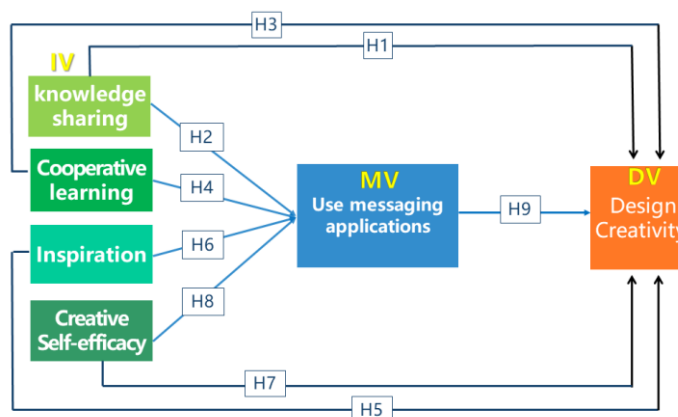 H3
H1
IV
knowledge
sharing
H2
Cooperative
learning
H4
MV
Use messaging
applications
H9
DV
Design
Creativity
Inspiration
H6
H8
Creative
Self-efficacy
H7
H5